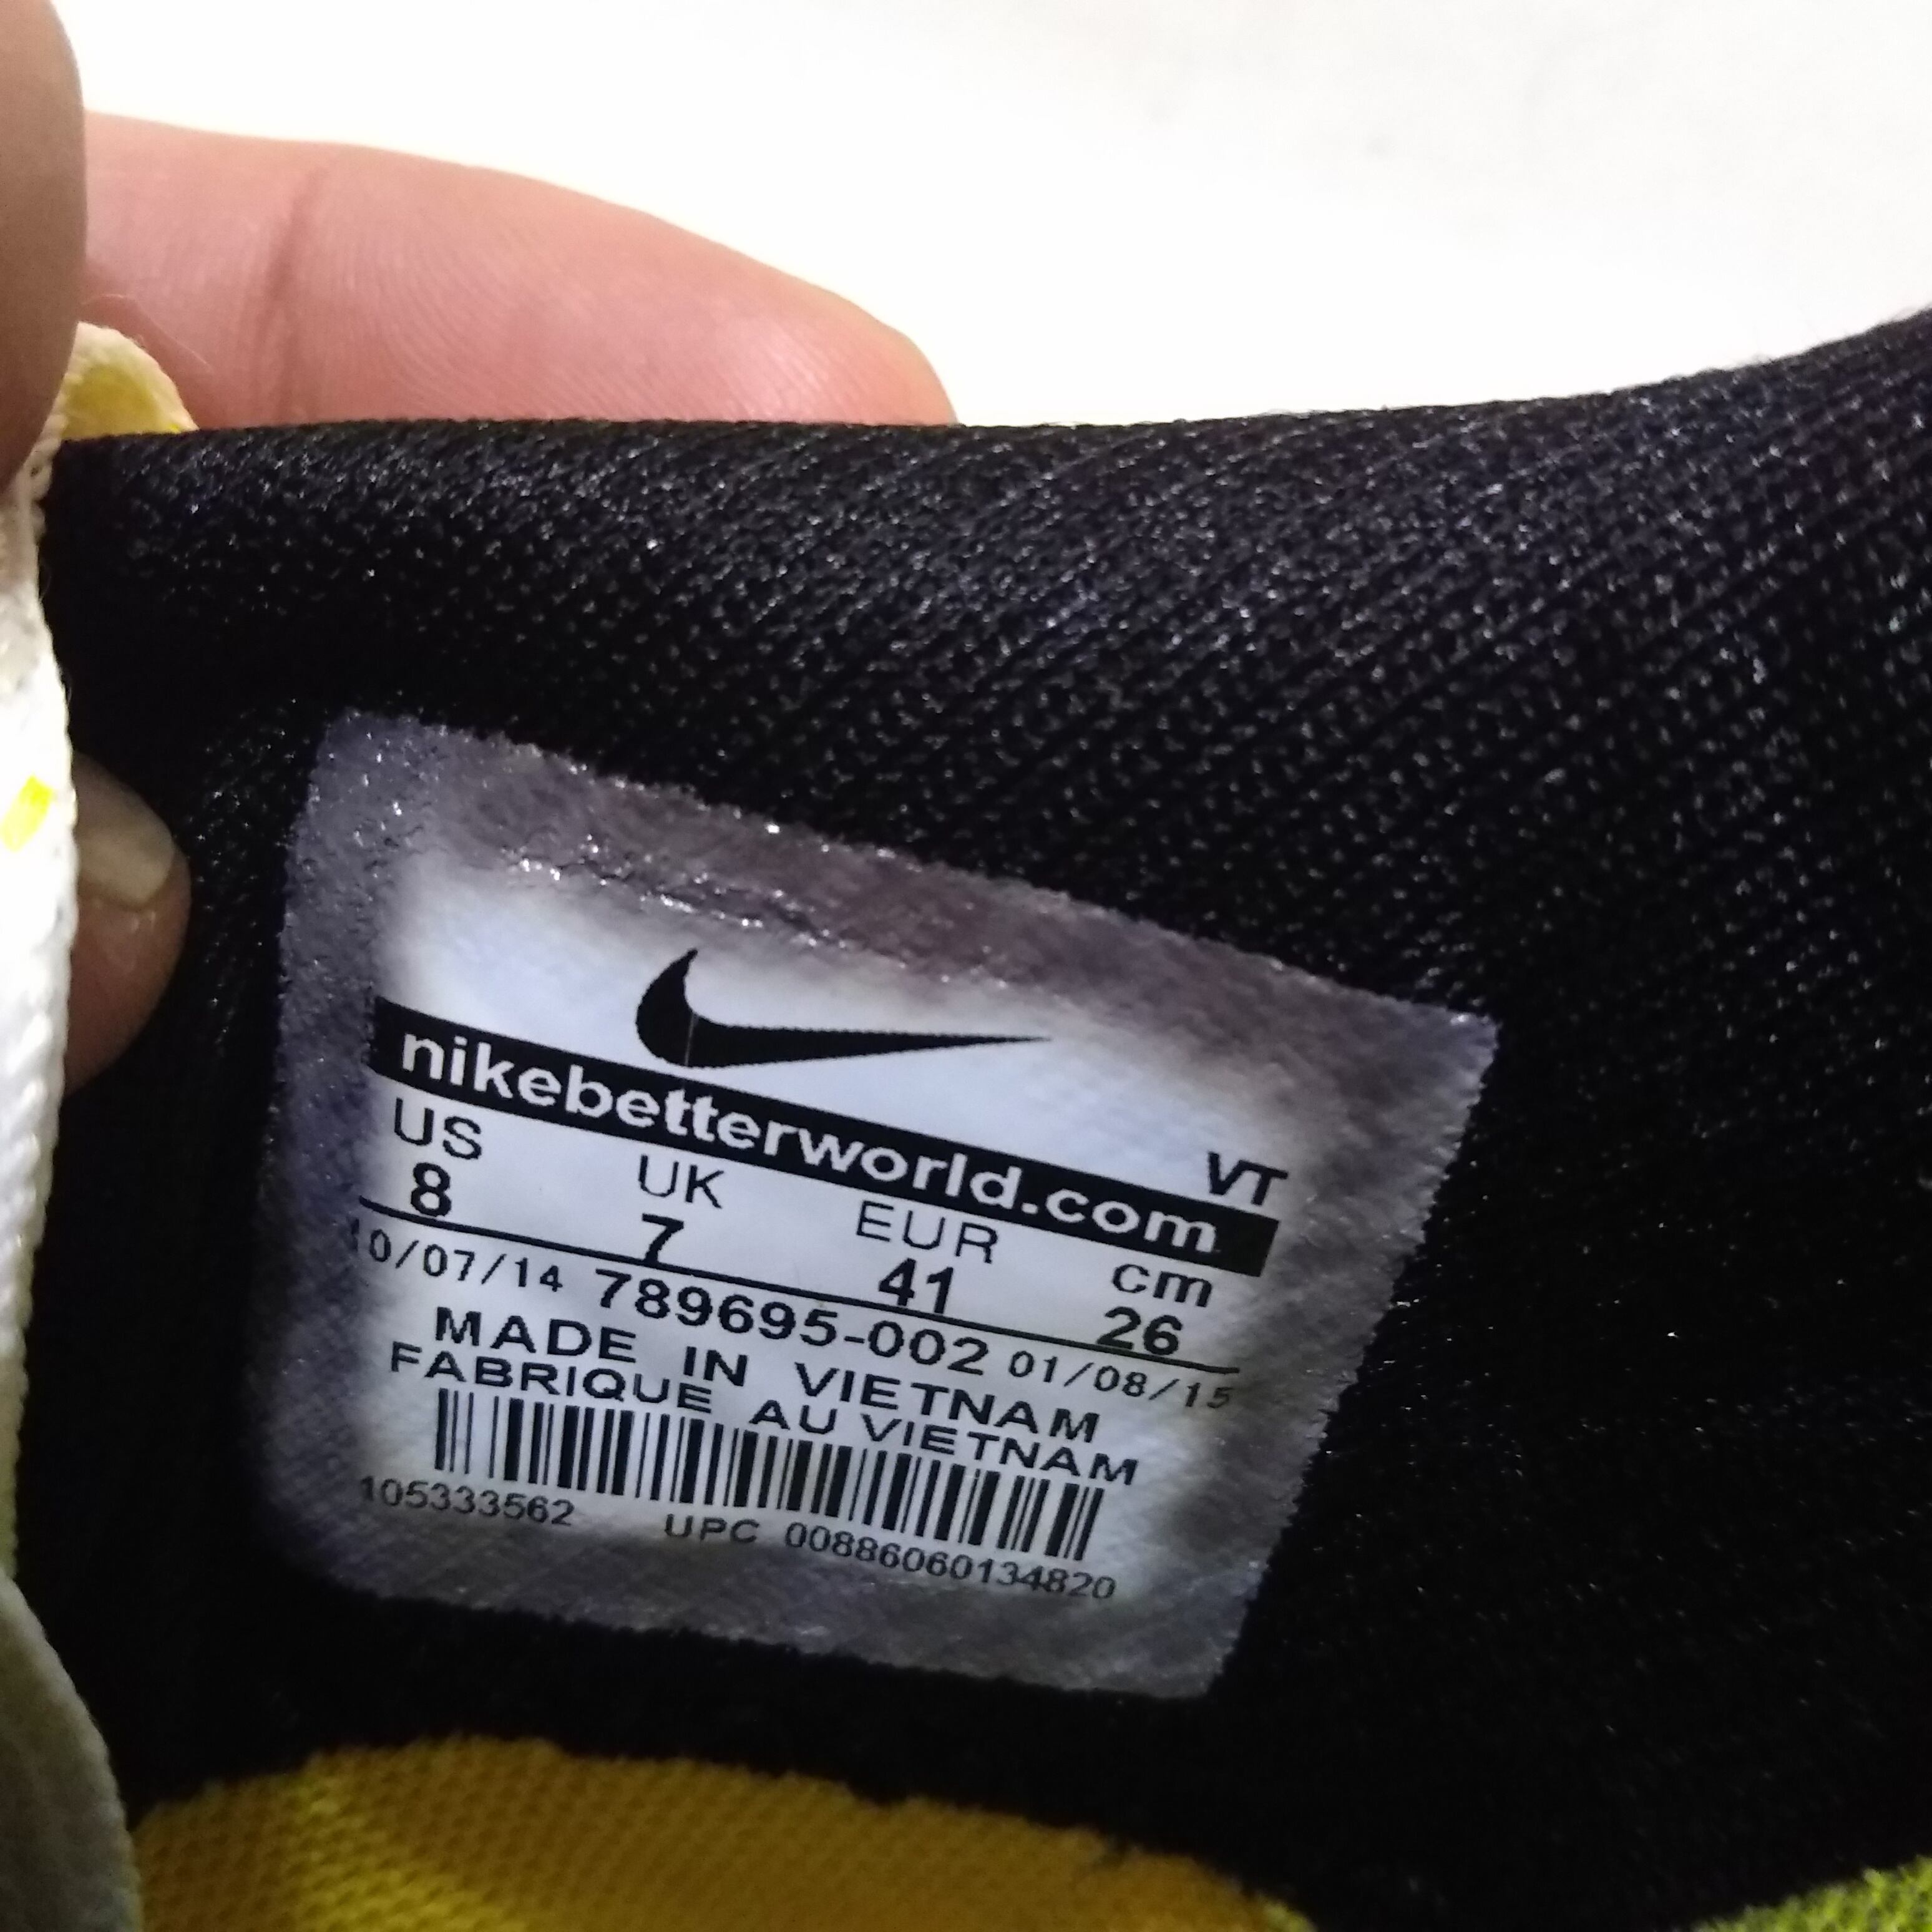 VT
nikebetterworld.com
US UK EUR cm
8 7 41 26
10/07/14 789695-002 01/08/15
MADE IN VIETNAM
FABRIQUE AU VIETNAM
105333562 UPC 00886060134820